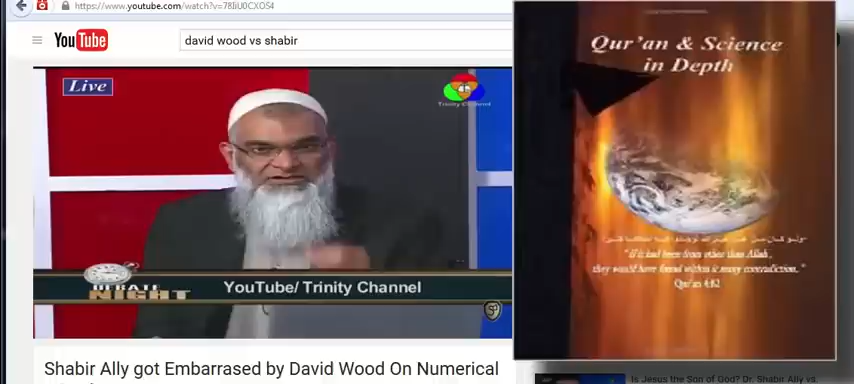 https://www.youtube.com/watch?v=78IiU0CXOS4
YouTube
david wood vs shabir
Live
Trinity Channel
DEBATE
NIGHT
YouTube/ Trinity Channel
Shabir Ally got Embarrased by David Wood On Numerical
Qur'an & Science
in Depth
"If it had been from other than Allah,
they would have found within it many contradiction."
Qur'an 4:82
Is Jesus the Son of God? Dr. Shabir Ally vs.